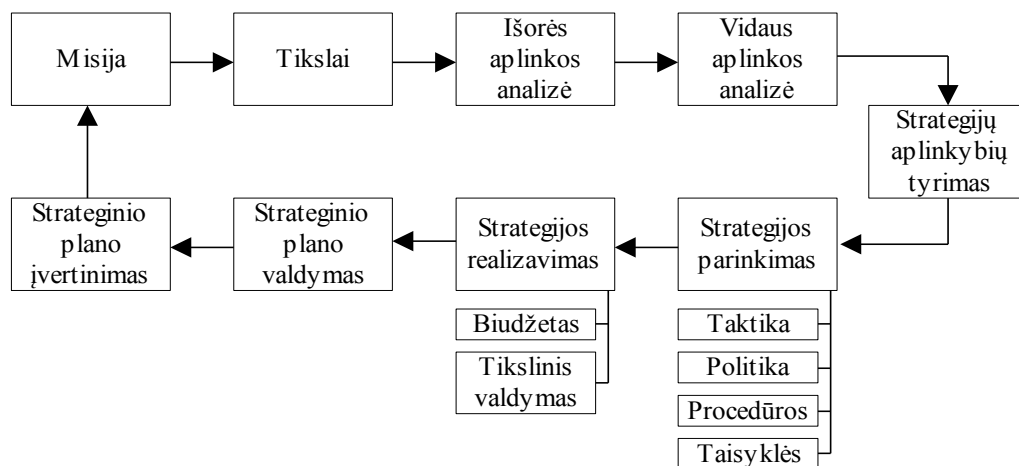 Misija
Tikslai
Išorės
aplinkos
analizė
Vidaus
aplinkos
analizė
Strategijų
aplinkybių
tyrimas
Strateginio
plano
įvertinimas
Strateginio
plano
valdymas
Strategijos
realizavimas
Strategijos
parinkimas
Biudžetas
Tikslinis
valdymas
Taktika
Politika
Procedūros
Taisyklės